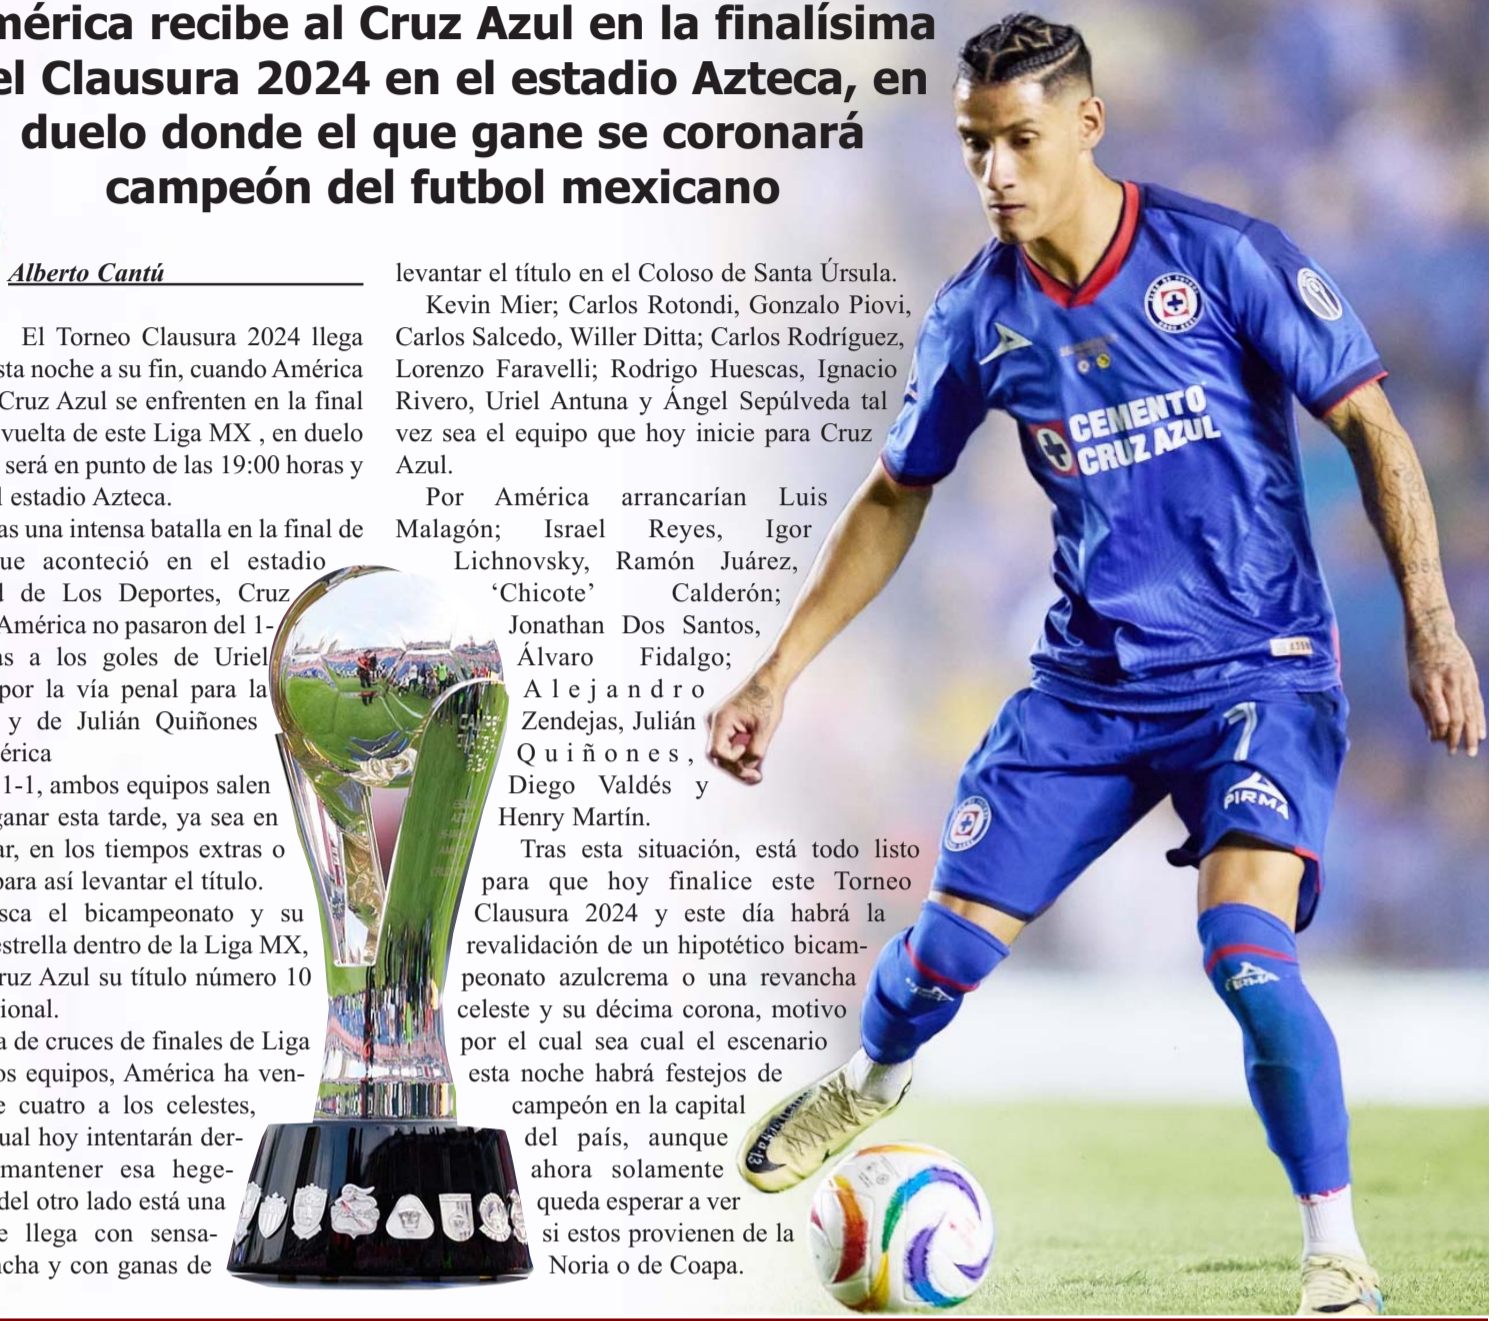 mérica recibe al Cruz Azul en la finalísima
el Clausura 2024 en el estadio Azteca, en
duelo donde el que gane se coronará
campeón del futbol mexicano
Alberto Cantú
El Torneo Clausura 2024 llega
sta noche a su fin, cuando América
Cruz Azul se enfrenten en la final
vuelta de este Liga MX , en duelo
será en punto de las 19:00 horas y
l estadio Azteca.
as una intensa batalla en la final de
ue aconteció en el estadio
d de Los Deportes, Cruz
América no pasaron del 1-
as a los goles de Uriel
por la vía penal para la
y de Julián Quiñones
érica
1-1, ambos equipos salen
ganar esta tarde, ya sea en
ar, en los tiempos extras o
para así levantar el título.
sca el bicampeonato y su
estrella dentro de la Liga MX,
ruz Azul su título número 10
ional.
a de cruces de finales de Liga
os equipos, América ha ven-
e cuatro a los celestes,
ual hoy intentarán der-
mantener esa hege-
del otro lado está una
e llega con sensa-
ncha y con ganas de
levantar el título en el Coloso de Santa Úrsula.
Kevin Mier; Carlos Rotondi, Gonzalo Piovi,
Carlos Salcedo, Willer Ditta; Carlos Rodríguez,
Lorenzo Faravelli; Rodrigo Huescas, Ignacio
Rivero, Uriel Antuna y Ángel Sepúlveda tal
vez sea el equipo que hoy inicie para Cruz
Azul.
Por América arrancarían Luis
Malagón; Israel Reyes, Igor
Lichnovsky, Ramón Juárez,
‘Chicote’ Calderón;
Jonathan Dos Santos,
Álvaro Fidalgo;
Alejandro
Zendejas, Julián
Quiñones,
Diego Valdés y
Henry Martín.
Tras esta situación, está todo listo
para que hoy finalice este Torneo
Clausura 2024 y este día habrá la
revalidación de un hipotético bicam-
peonato azulcrema o una revancha
celeste y su décima corona, motivo
por el cual sea cual el escenario
esta noche habrá festejos de
campeón en la capital
del país, aunque
ahora solamente
queda esperar a ver
si estos provienen de la
Noria o de Coapa.
CEMENTO
CRUZ AZUL
7
PIRMA